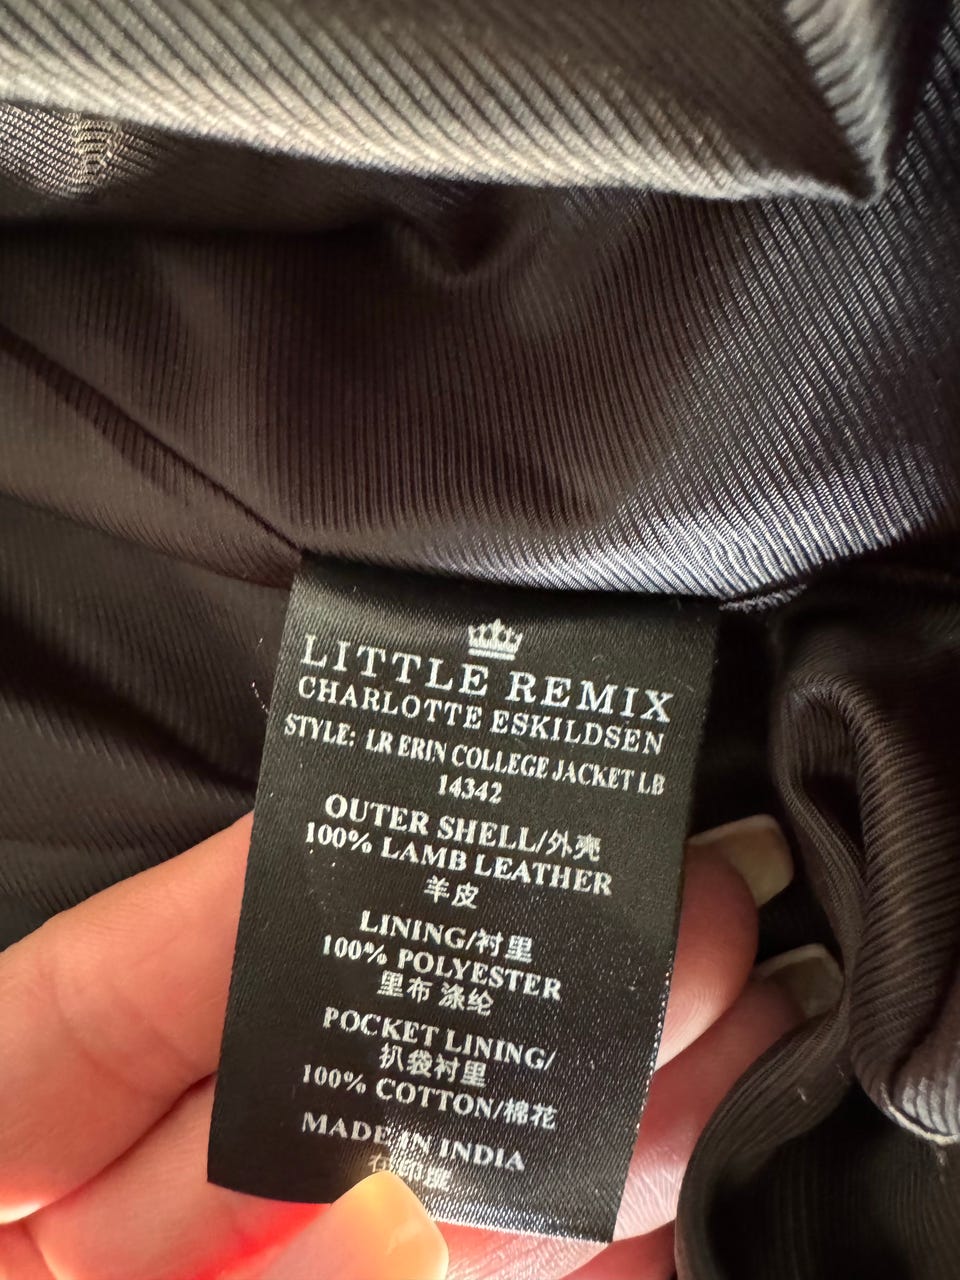 LITTLE REMIX
CHARLOTTE ESKILDSEN
STYLE: LR ERIN COLLEGE JACKET LB
14342
OUTER SHELL/外壳
100% LAMB LEATHER
羊皮
LINING/衬里
100% POLYESTER
里布 涤纶
POCKET LINING/
扒袋衬里
100% COTTON/棉花
MADE IN INDIA